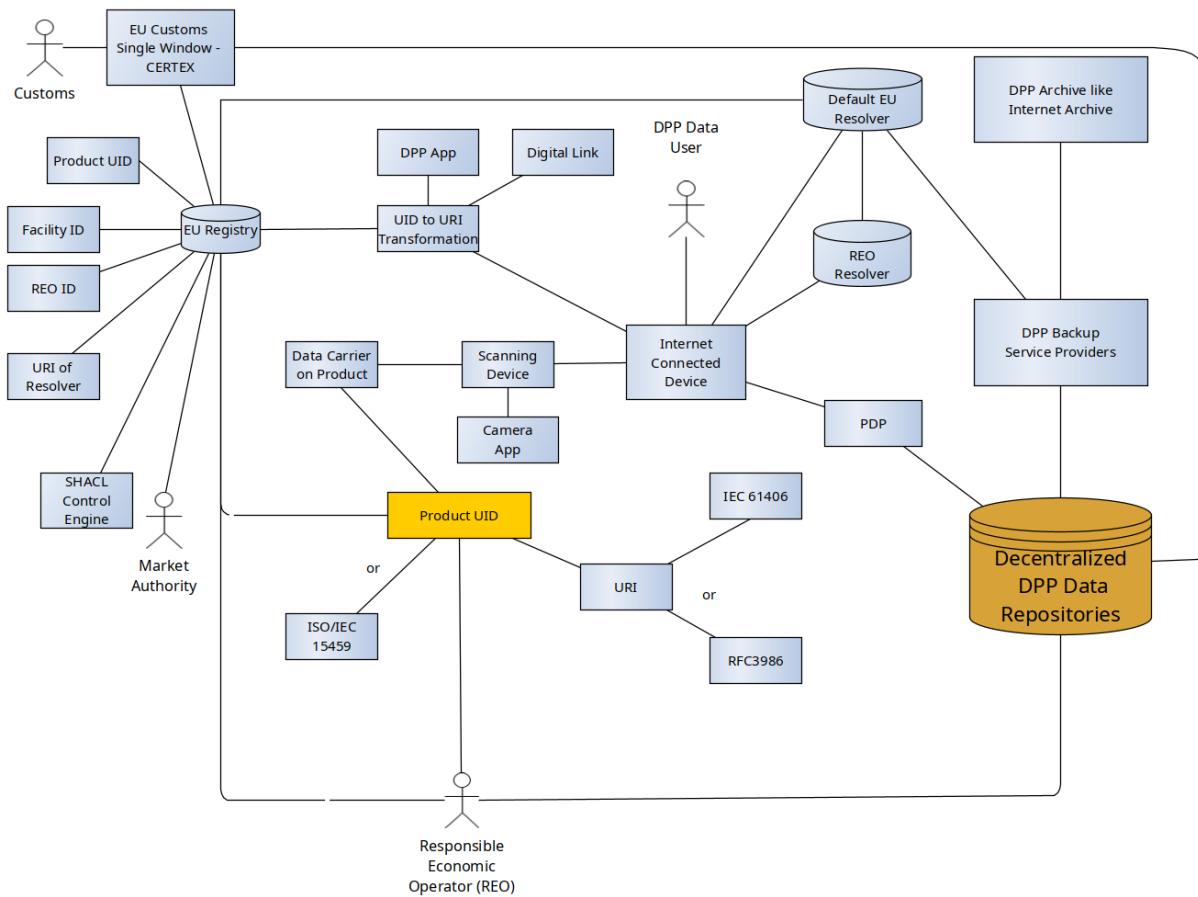 EU Customs
Single Window -
CERTEX
Customs
Default EU
Resolver
DPP Archive like
Internet Archive
DPP Data
User
Product UID
DPP App
Digital Link
Facility ID
EU Registry
UID to URI
Transformation
REO ID
REO
Resolver
URI of
Resolver
Data Carrier
on Product
Scanning
Device
Internet
Connected
Device
DPP Backup
Service Providers
Camera
App
PDP
SHACL
Control
Engine
Market
Authority
Product UID
IEC 61406
or
URI
or
ISO/IEC
15459
RFC3986
Decentralized
DPP Data
Repositories
Responsible
Economic
Operator (REO)